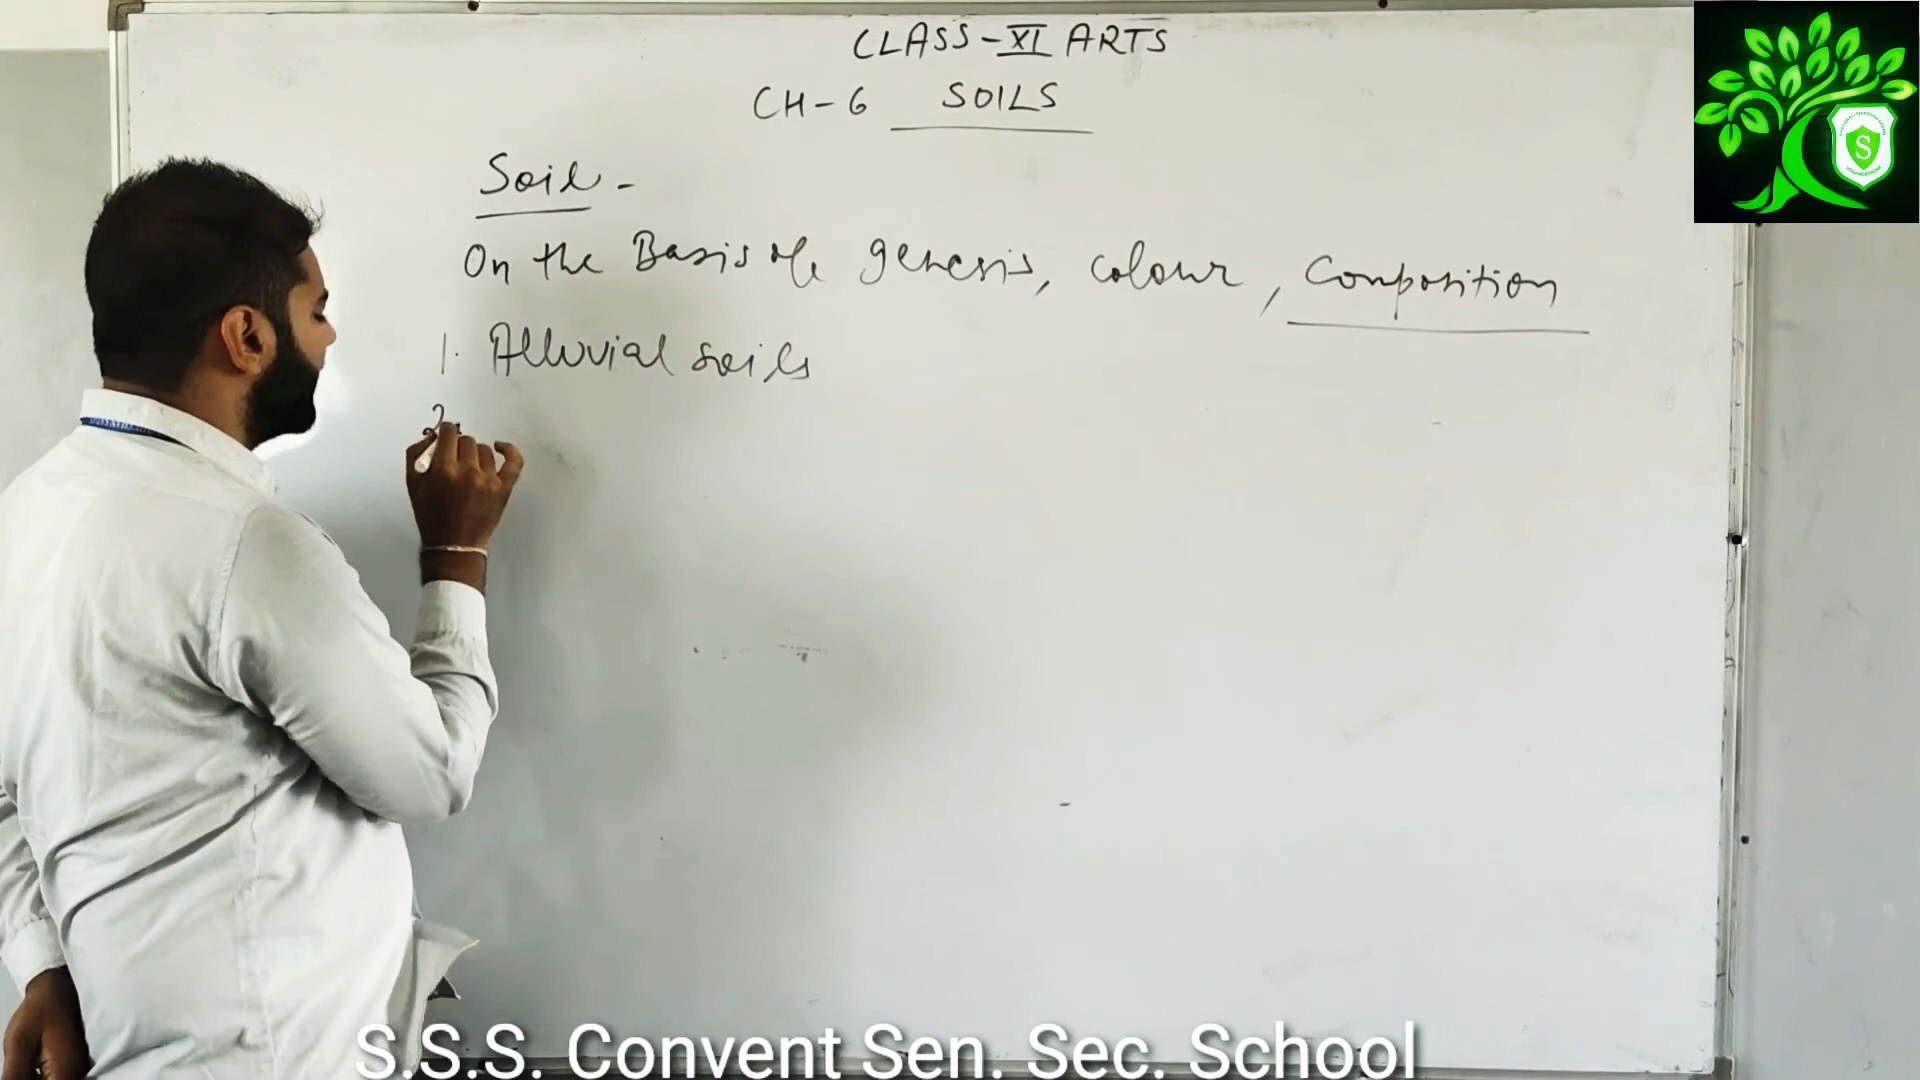 CLASS-XI ARTS
CH-6 SOILS
Soil -
On the Basis of genesis, colour, Composition
1. Alluvial soils
2.
S
S.S.S. Convent Sen. Sec. School